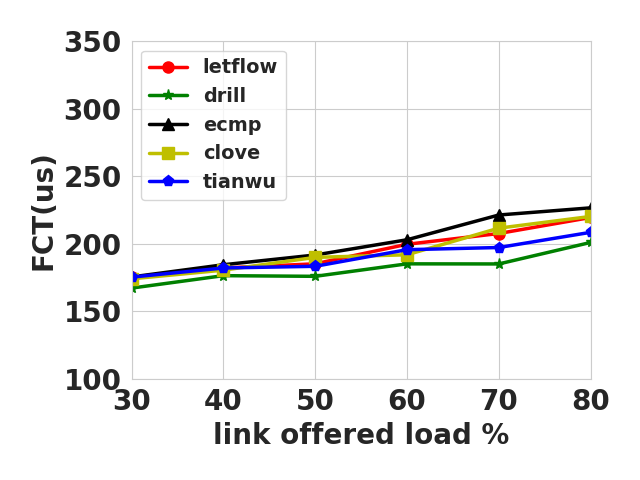 350
300
250
200
150
100
FCT(us)
letflow
drill
ecmp
clove
tianwu
30 40 50 60 70 80
link offered load %